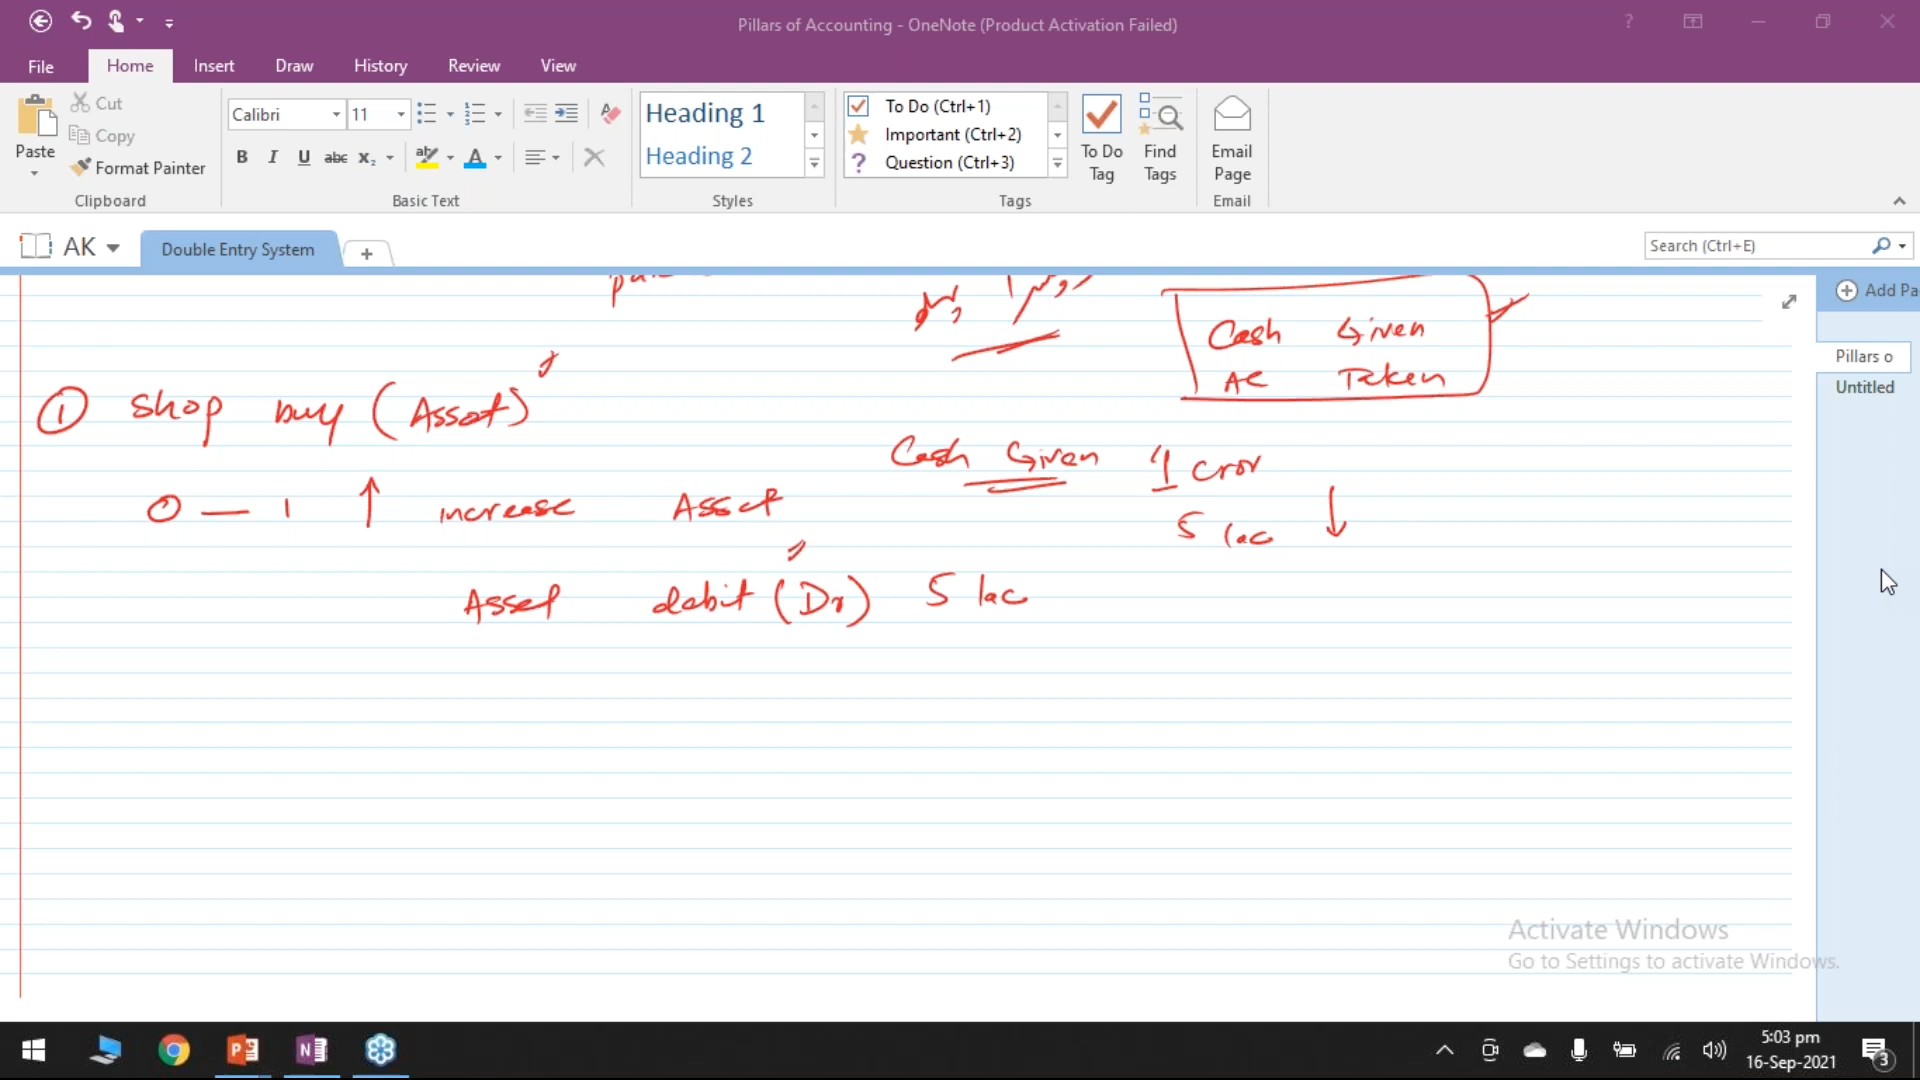 Pillars of Accounting - OneNote (Product Activation Failed)
File Home Insert Draw History Review View
Paste
Cut
Copy
Format Painter
Clipboard
Calibri 11
B I U abc x₂ A
Basic Text
Heading 1
Heading 2
Styles
To Do (Ctrl+1)
Important (Ctrl+2)
Question (Ctrl+3)
To Do Tag
Find Tags
Tags
Email Page
Email
AK
Double Entry System
Search (Ctrl+E)
Add Pa
Pillars o
Untitled
Cash Given
AC Taken
① Shop buy (Asset)
Cash Given 1 cror
0 — 1 ↑ increase Asset
5 lac ↓
Asset debit (Dr) 5 lac
Activate Windows
Go to Settings to activate Windows.
5:03 pm
16-Sep-2021
3